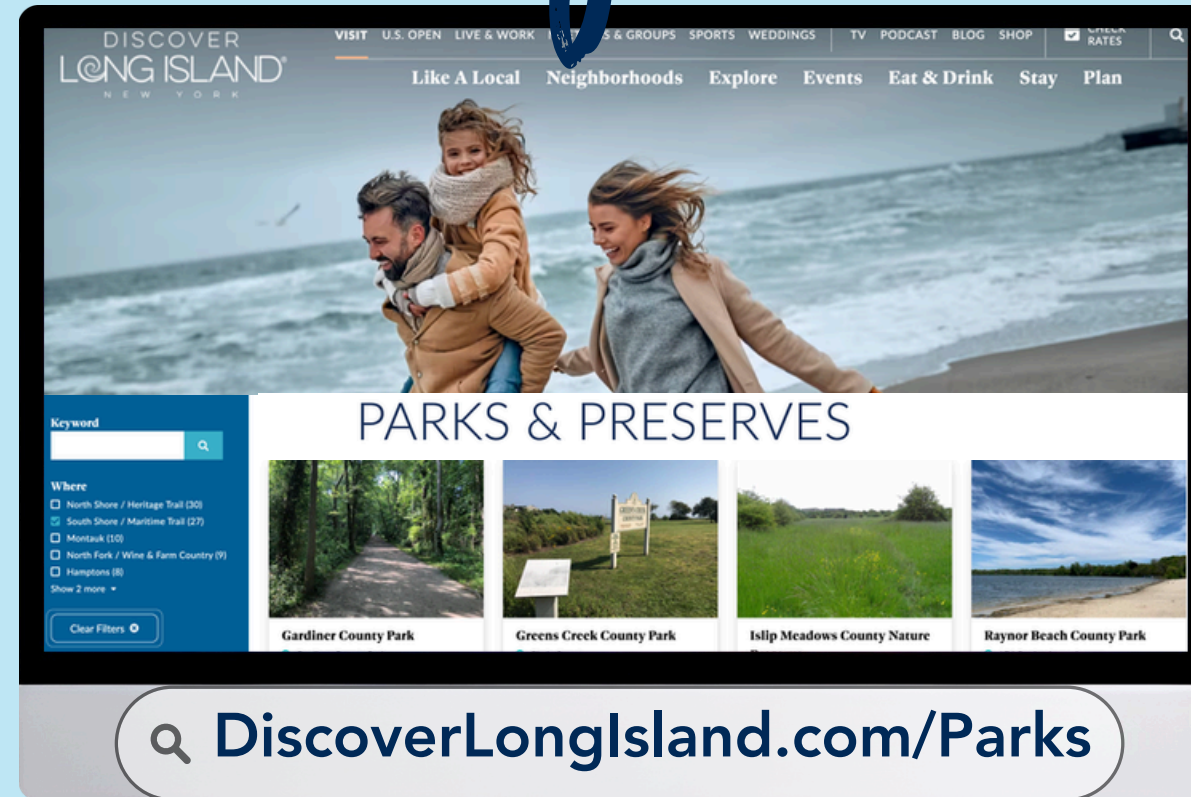 DISCOVER
LONG ISLAND®
NEW YORK
VISIT U.S. OPEN LIVE & WORK S & GROUPS SPORTS WEDDINGS TV PODCAST BLOG SHOP CHECK RATES
Like A Local Neighborhoods Explore Events Eat & Drink Stay Plan
Keyword
Where
North Shore / Heritage Trail (30)
South Shore / Maritime Trail (27)
Montauk (10)
North Fork / Wine & Farm Country (9)
Hamptons (8)
Show 2 more
Clear Filters
PARKS & PRESERVES
Gardiner County Park
Greens Creek County Park
Islip Meadows County Nature
Raynor Beach County Park
DiscoverLongIsland.com/Parks